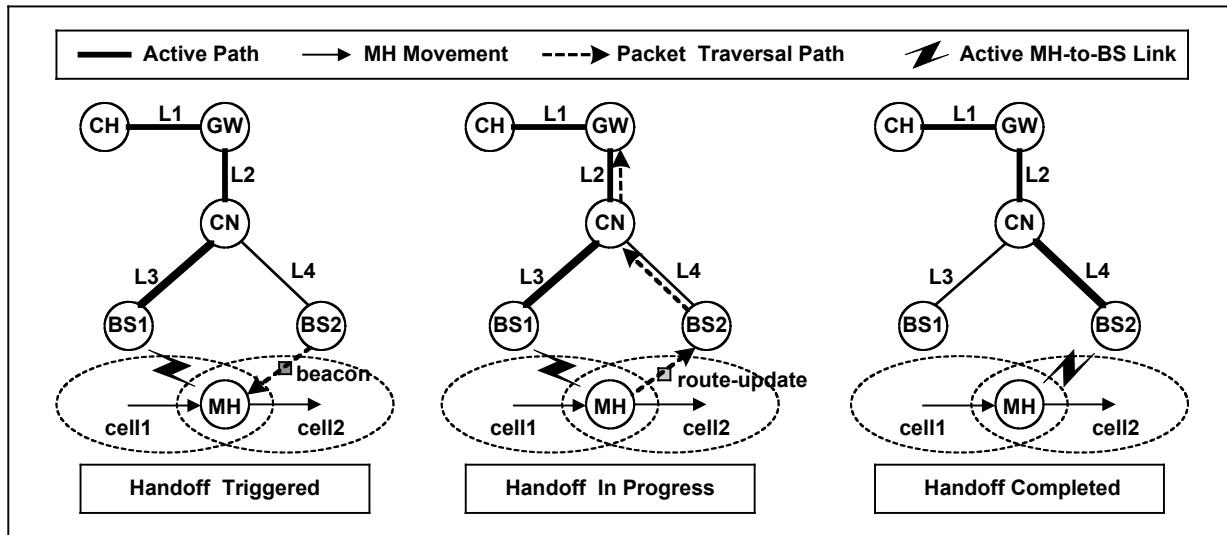 Active Path MH Movement Packet Traversal Path Active MH-to-BS Link
CH L1 GW CH L1 GW CH L1 GW
L2 L2 L2
CN CN CN
L3 L4 L3 L4 L3 L4
BS1 BS2 BS1 BS2 BS1 BS2
beacon route-update
MH MH MH
cell1 cell2 cell1 cell2 cell1 cell2
Handoff Triggered Handoff In Progress Handoff Completed